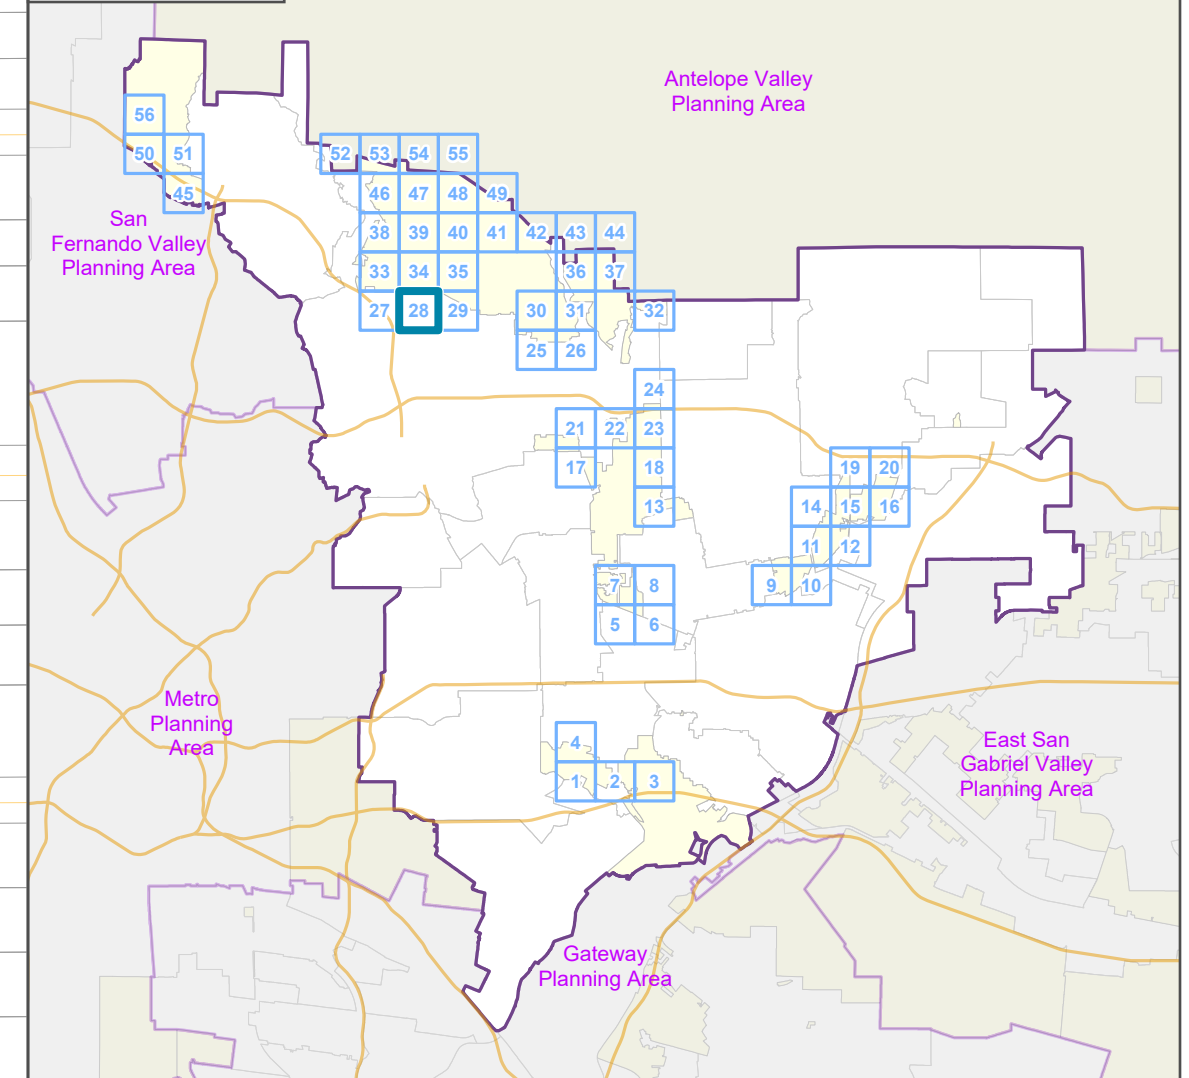 Antelope Valley
Planning Area
56
50 51
45
52 53 54 55
46 47 48 49
San
Fernando Valley
Planning Area
38 39 40 41 42 43 44
33 34 35 36 37
27 28 29 30 31 32
25 26
24
21 22 23
17 18
13
19 20
14 15 16
11 12
9 10
7 8
5 6
Metro
Planning
Area
4
1 2 3
East San
Gabriel Valley
Planning Area
Gateway
Planning Area